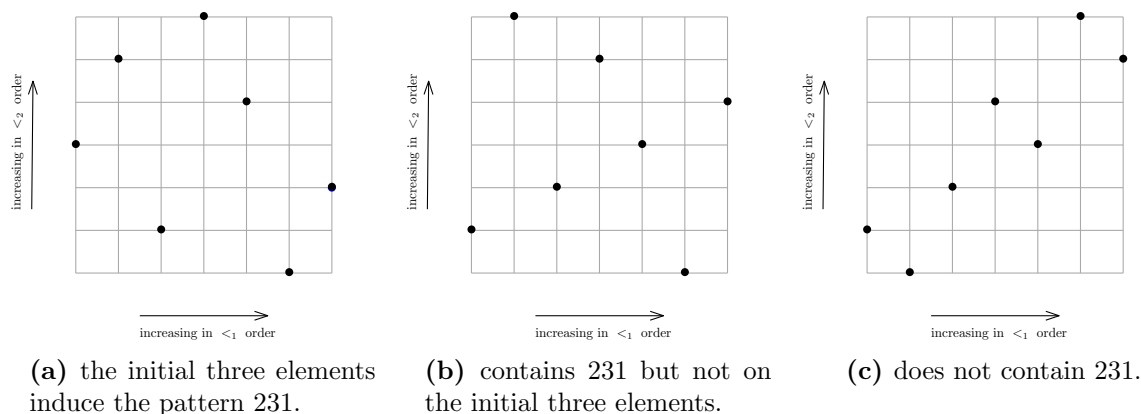 increasing in <₂ order
increasing in <₁ order
(a) the initial three elements
induce the pattern 231.
increasing in <₂ order
increasing in <₁ order
(b) contains 231 but not on
the initial three elements.
increasing in <₂ order
increasing in <₁ order
(c) does not contain 231.